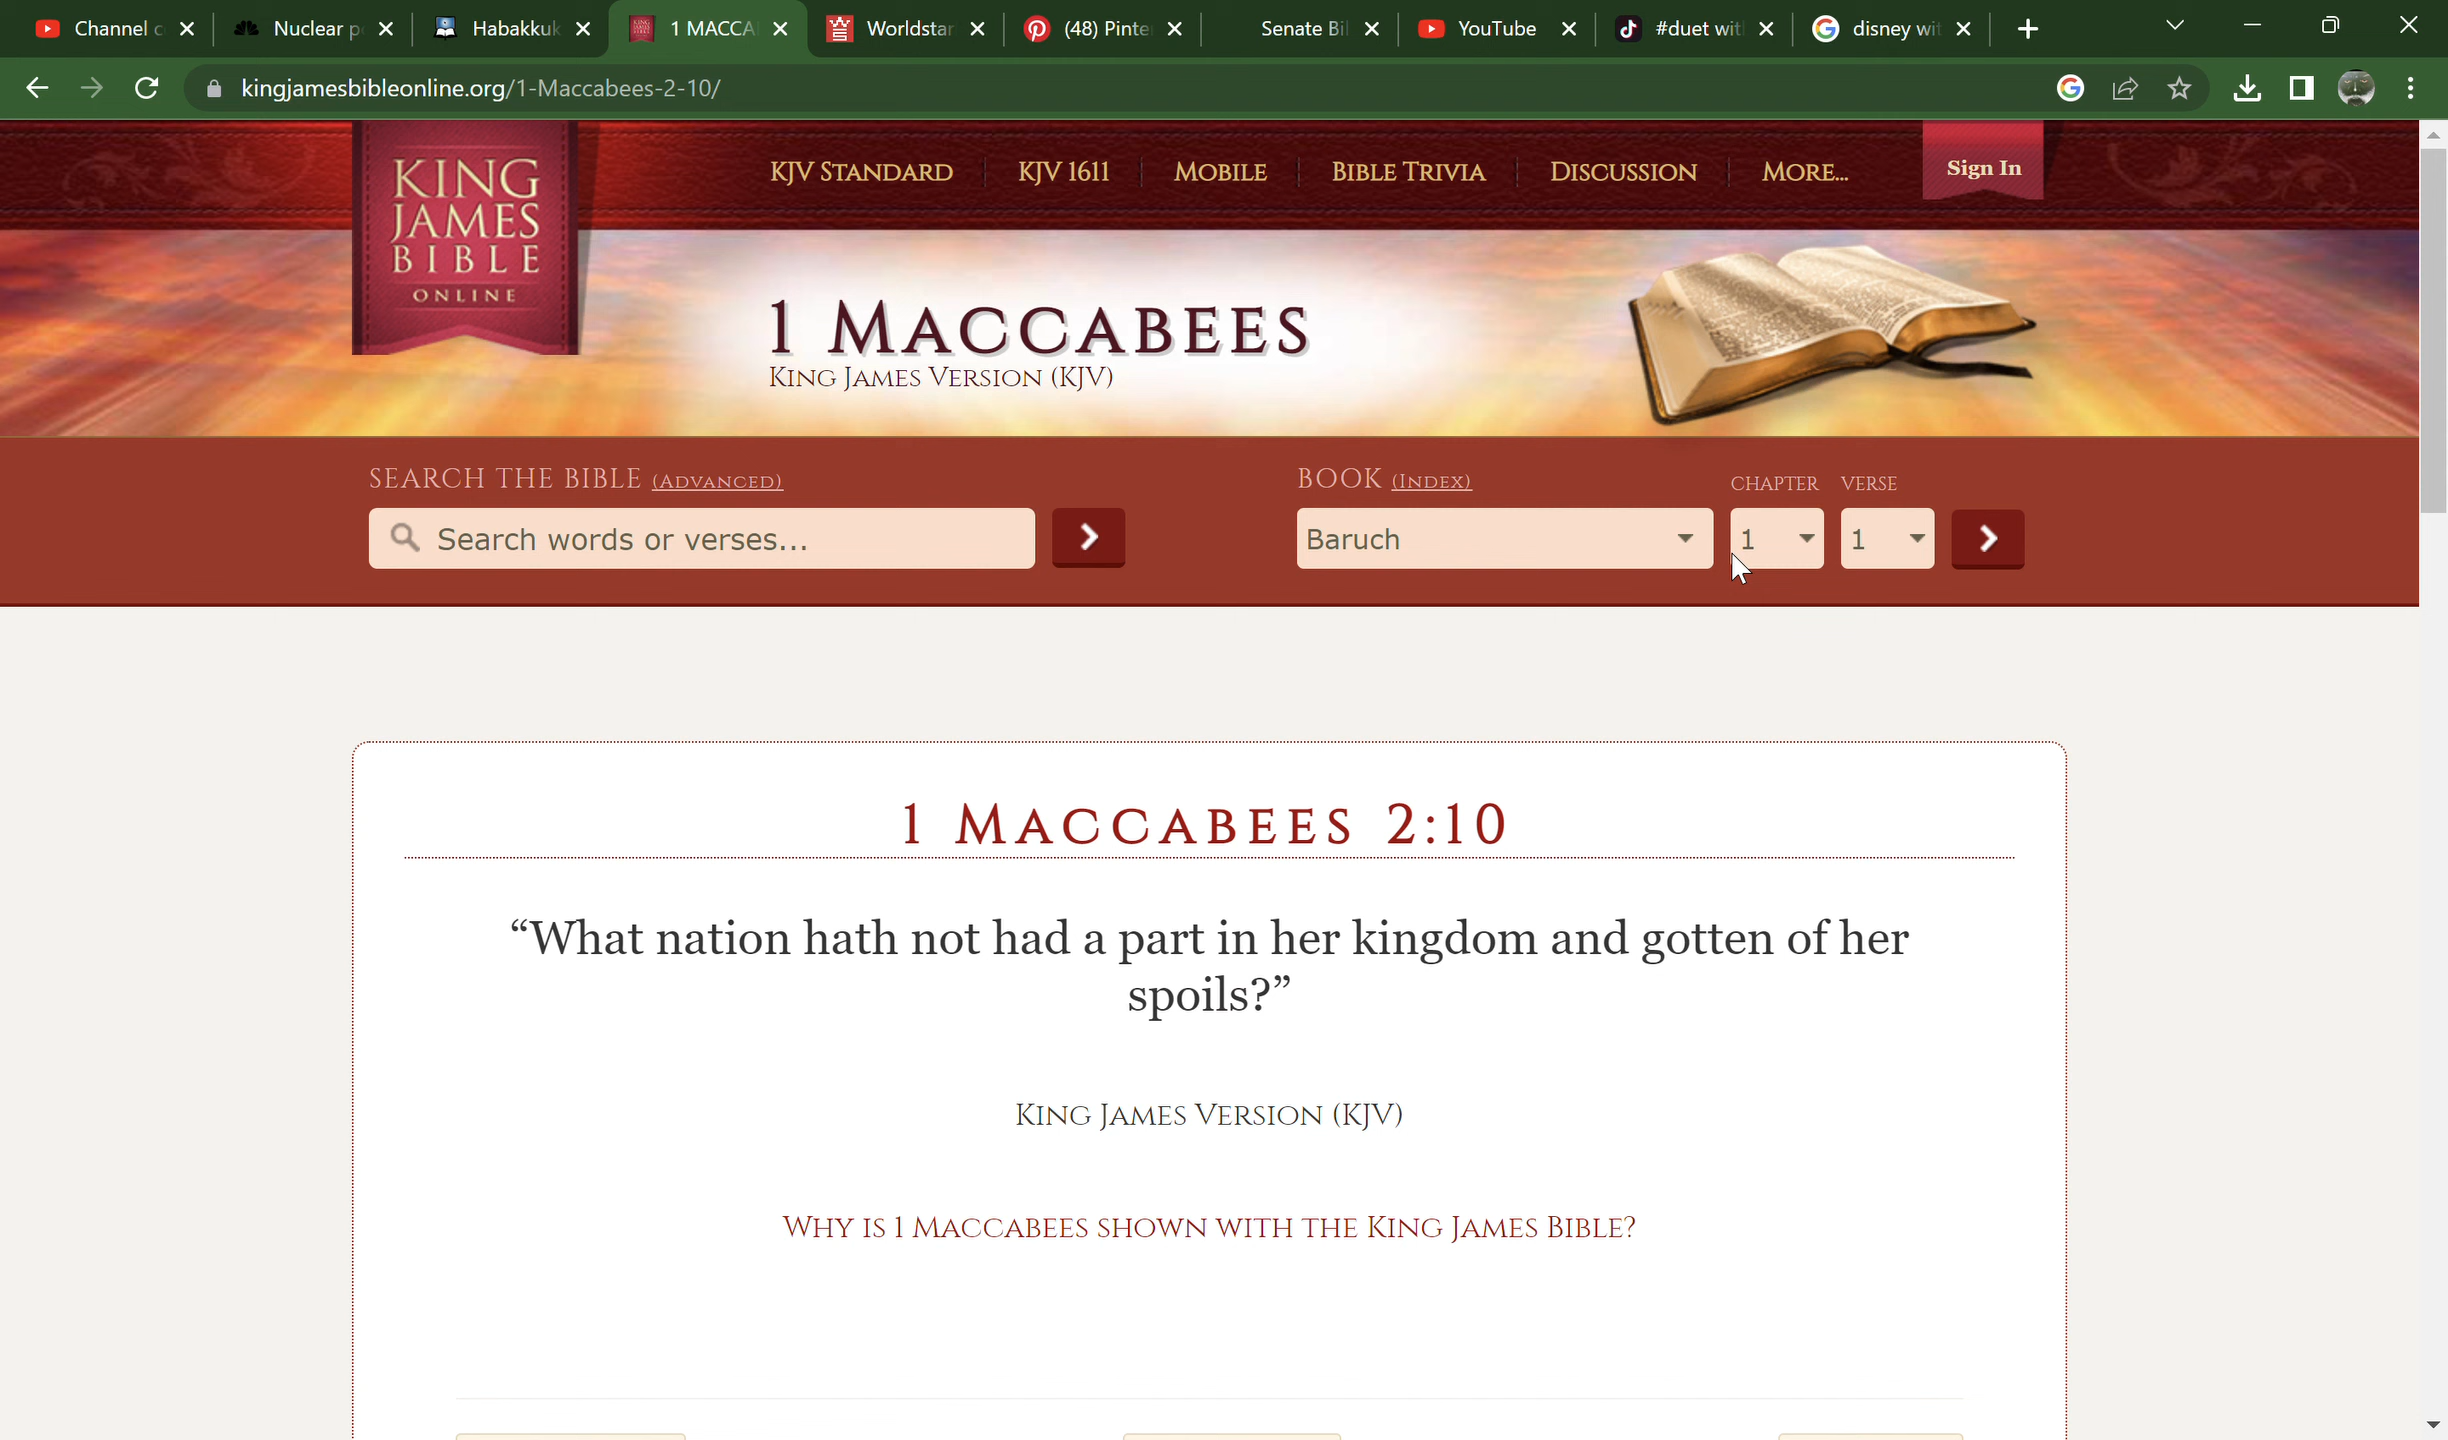 Channel c
Nuclear p
Habakkuk
1 MACCA
Worldstar
(48) Pinte
Senate Bil
YouTube
#duet wit
disney wi
kingjamesbibleonline.org/1-Maccabees-2-10/
KING
JAMES
BIBLE
ONLINE
KJV STANDARD
KJV 1611
MOBILE
BIBLE TRIVIA
DISCUSSION
MORE...
Sign In
1 MACCABEES
KING JAMES VERSION (KJV)
SEARCH THE BIBLE (ADVANCED)
BOOK (INDEX)
CHAPTER
VERSE
Search words or verses...
Baruch
1
1
1 MACCABEES 2:10
“What nation hath not had a part in her kingdom and gotten of her
spoils?”
KING JAMES VERSION (KJV)
WHY IS 1 MACCABEES SHOWN WITH THE KING JAMES BIBLE?